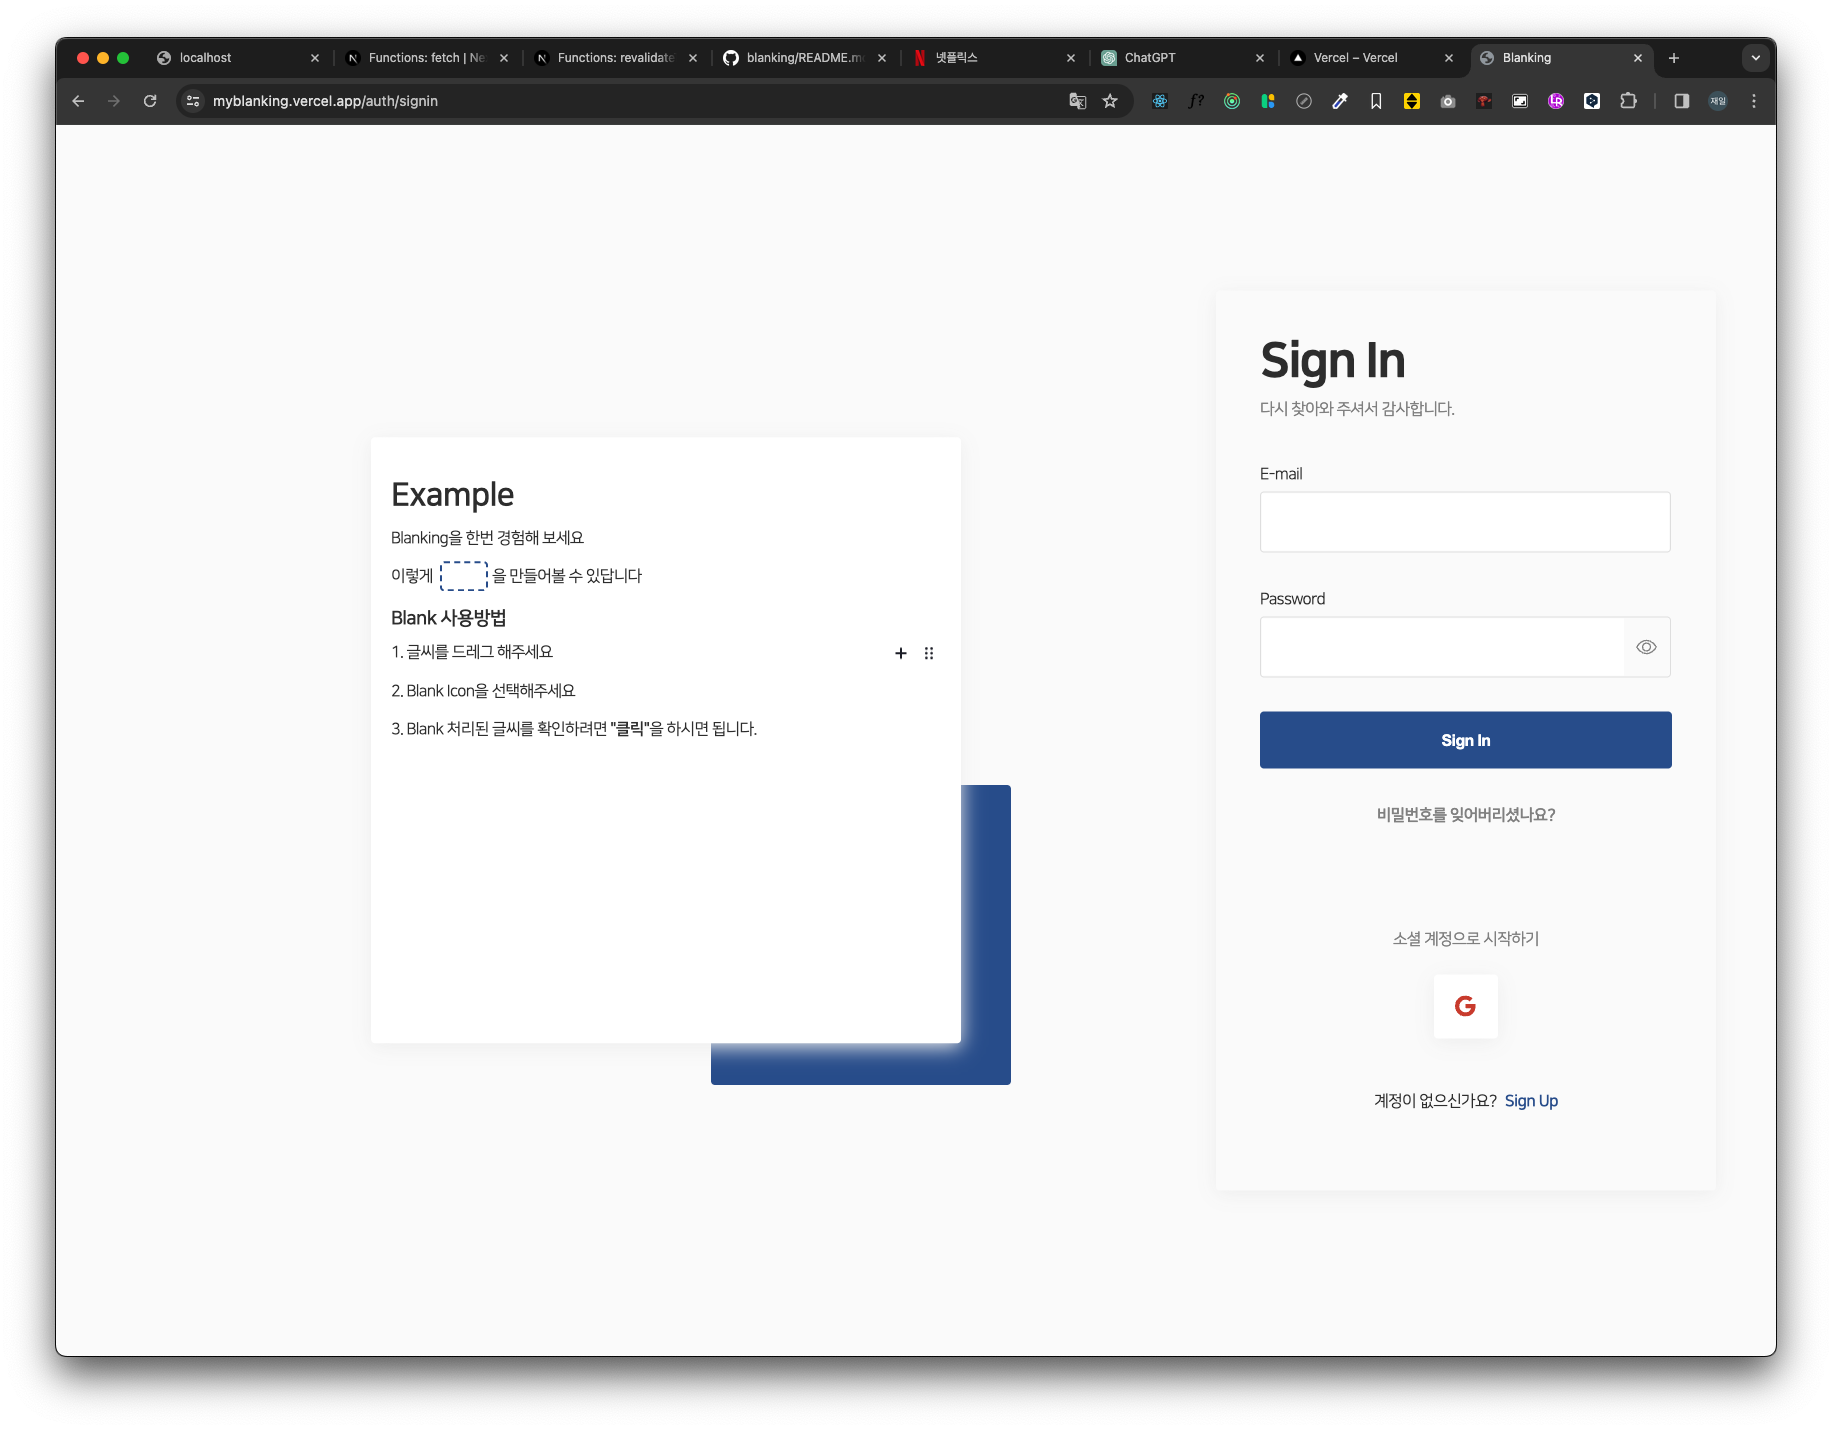 localhost
Functions: fetch | Ne
Functions: revalidate
blanking/README.m
넷플릭스
ChatGPT
Vercel – Vercel
Blanking
myblanking.vercel.app/auth/signin
재일
Example
Blanking을 한번 경험해 보세요
이렇게 을 만들어볼 수 있답니다
Blank 사용방법
1. 글씨를 드레그 해주세요
2. Blank Icon을 선택해주세요
3. Blank 처리된 글씨를 확인하려면 "클릭"을 하시면 됩니다.
Sign In
다시 찾아와 주셔서 감사합니다.
E-mail
Password
Sign In
비밀번호를 잊어버리셨나요?
소셜 계정으로 시작하기
G
계정이 없으신가요? Sign Up